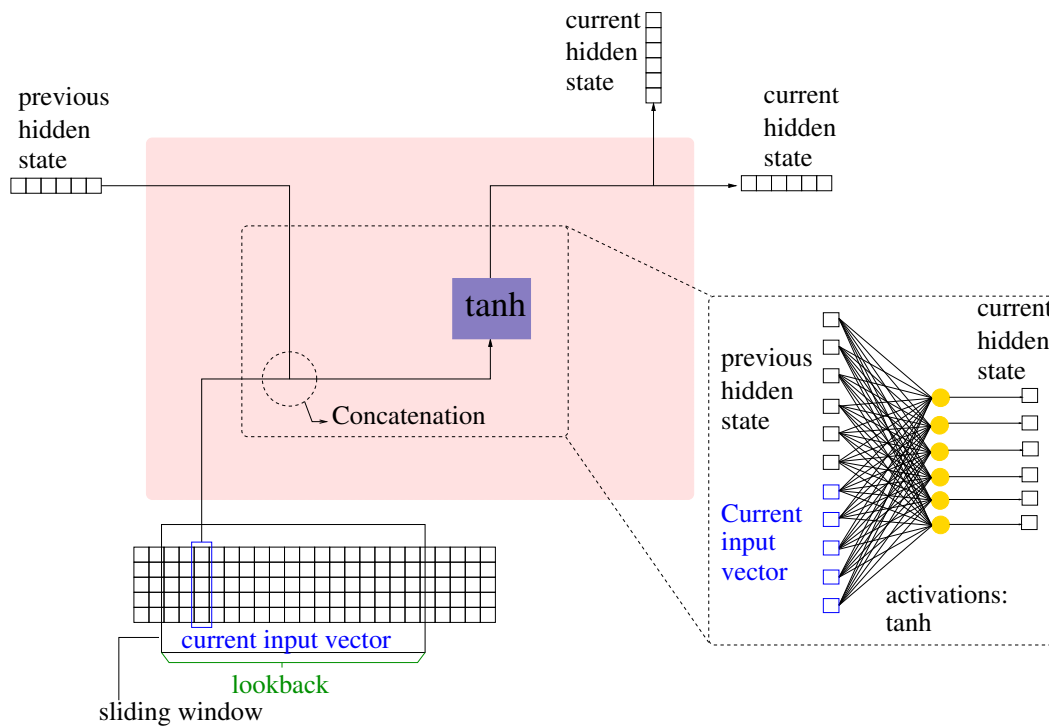 current
hidden
state
previous
hidden
state
current
hidden
state
tanh
Concatenation
current input vector
lookback
sliding window
current
hidden
state
previous
hidden
state
Current
input
vector
activations:
tanh